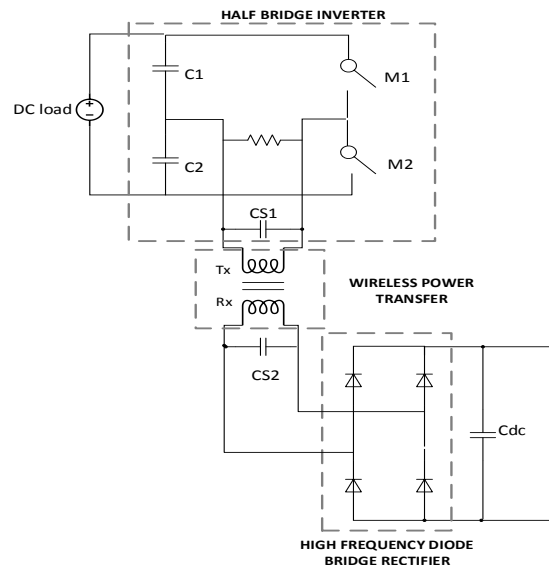 HALF BRIDGE INVERTER
C1
M1
DC load
+
−
C2
M2
CS1
Tx
Rx
WIRELESS POWER
TRANSFER
CS2
Cdc
HIGH FREQUENCY DIODE
BRIDGE RECTIFIER